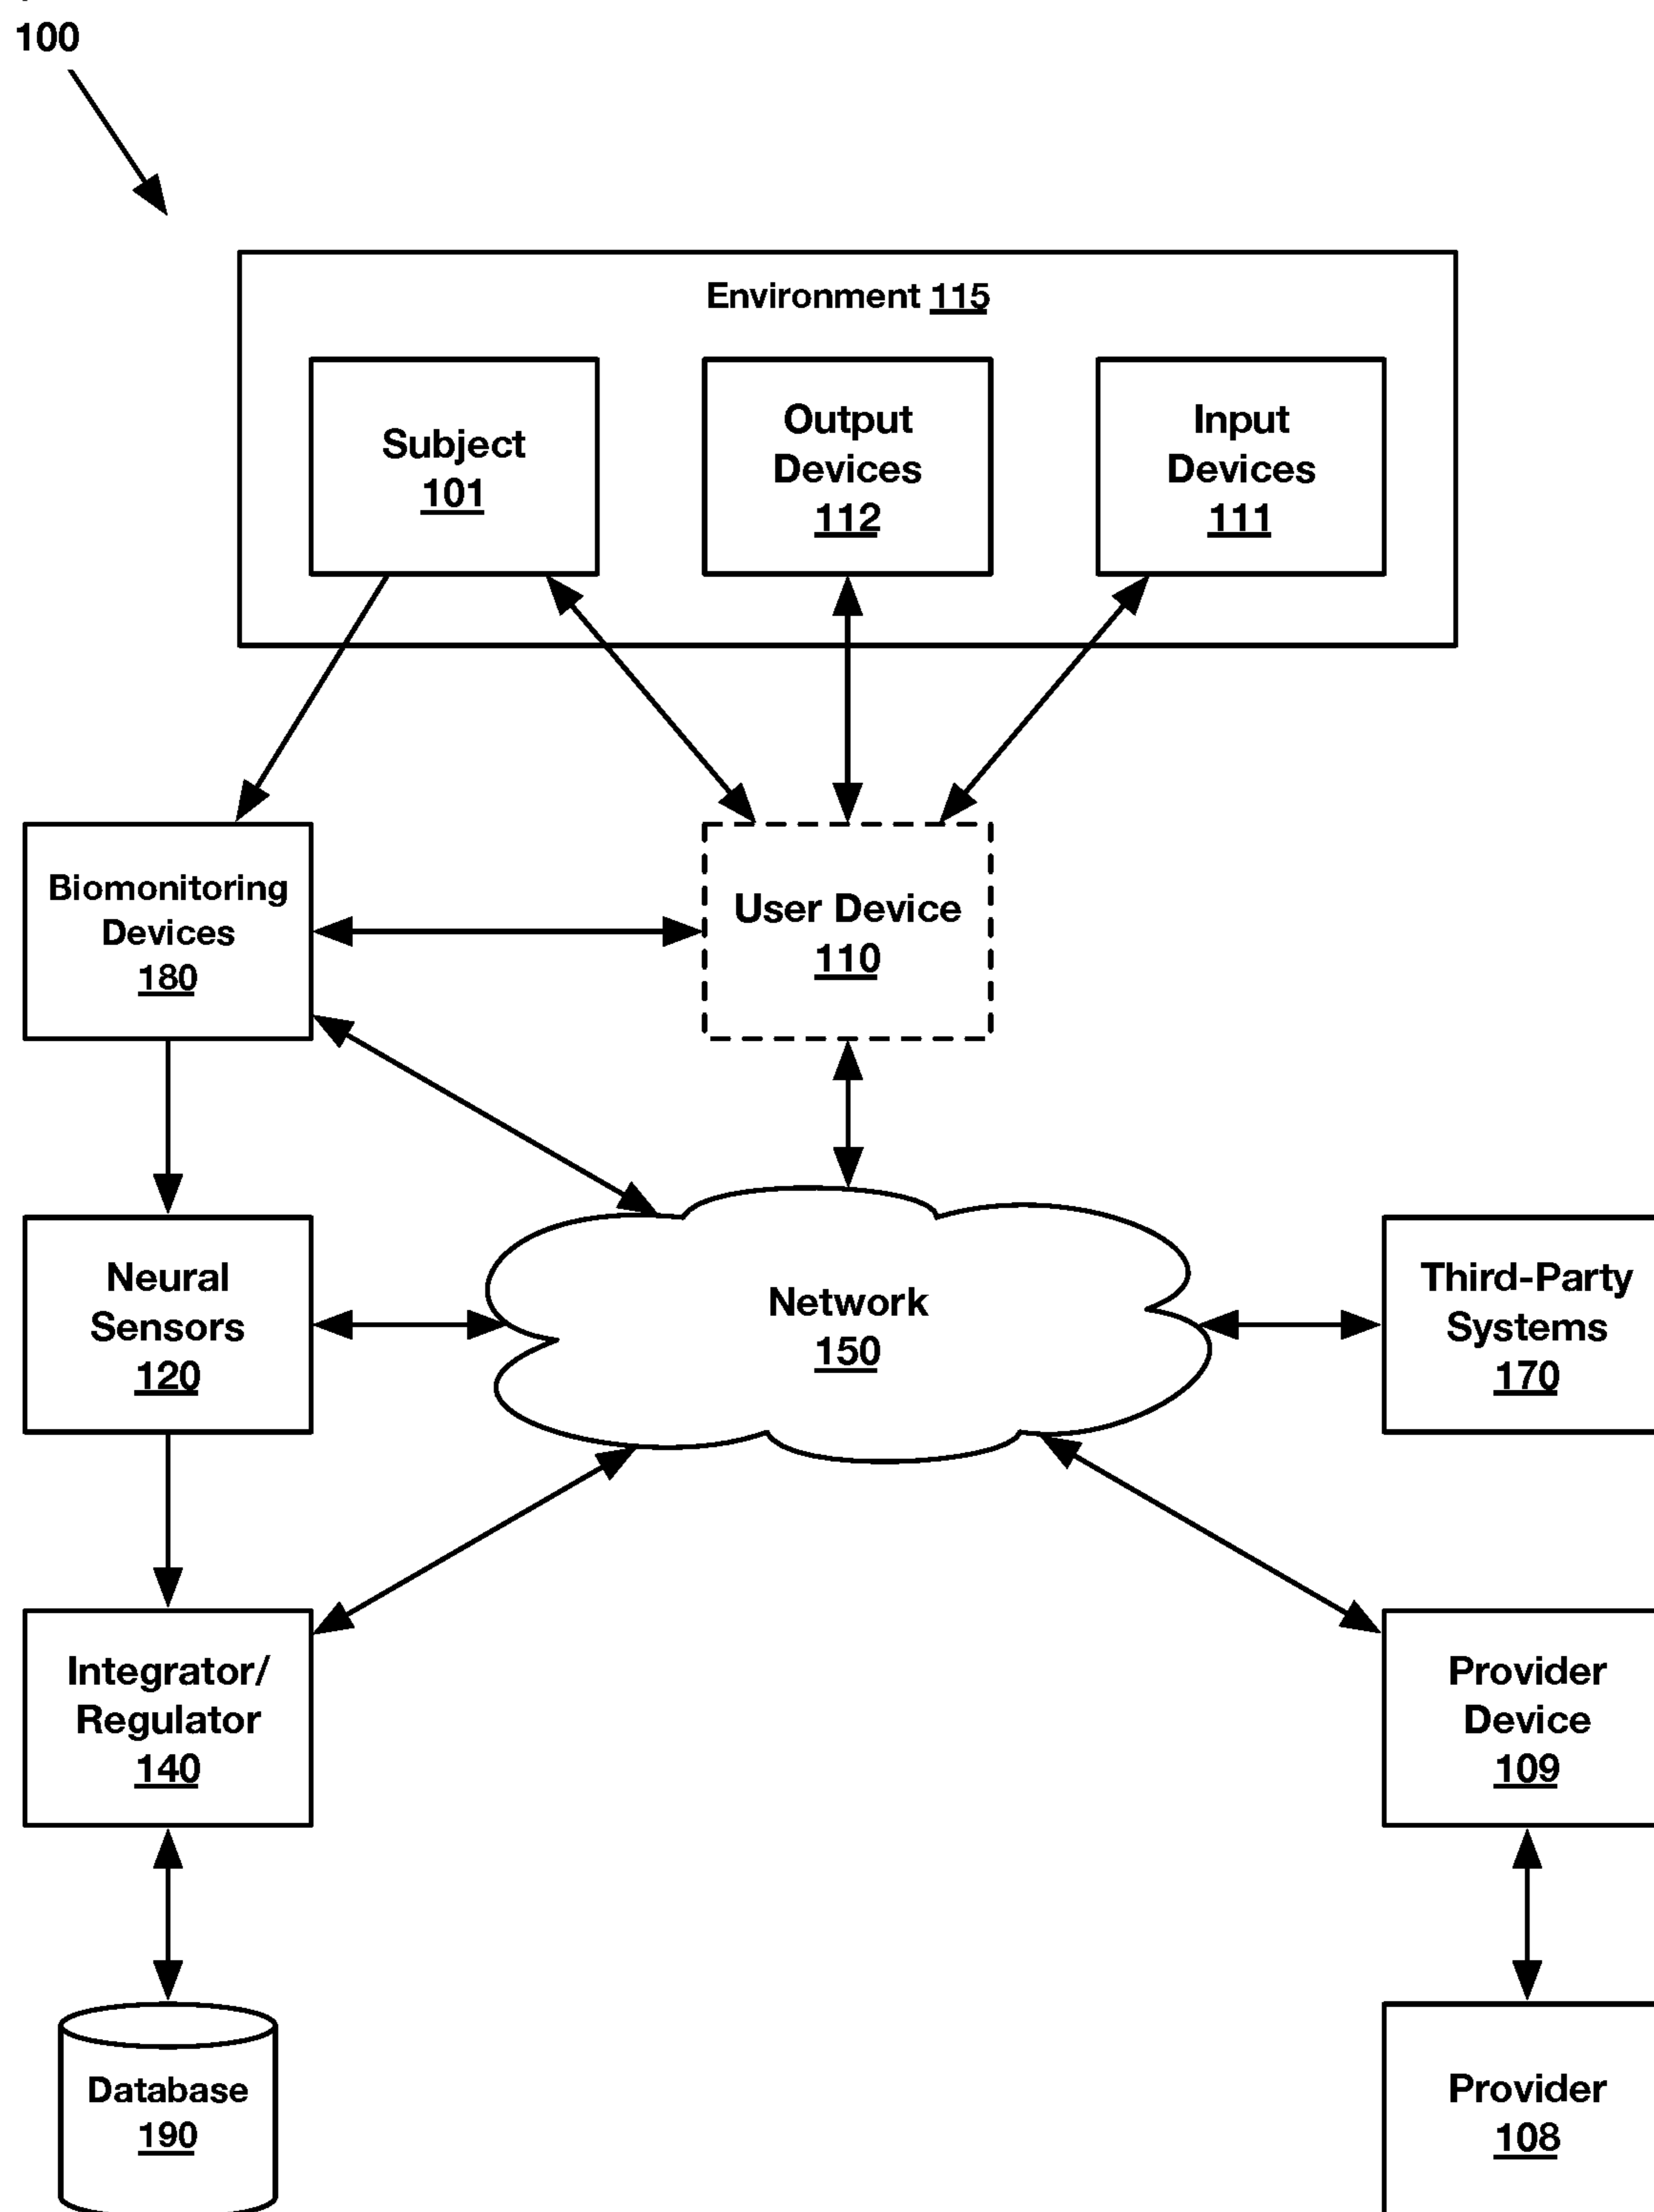 100
Environment 115
Subject
101
Output
Devices
112
Input
Devices
111
Biomonitoring
Devices
180
User Device
110
Neural
Sensors
120
Network
150
Third-Party
Systems
170
Integrator/
Regulator
140
Provider
Device
109
Database
190
Provider
108